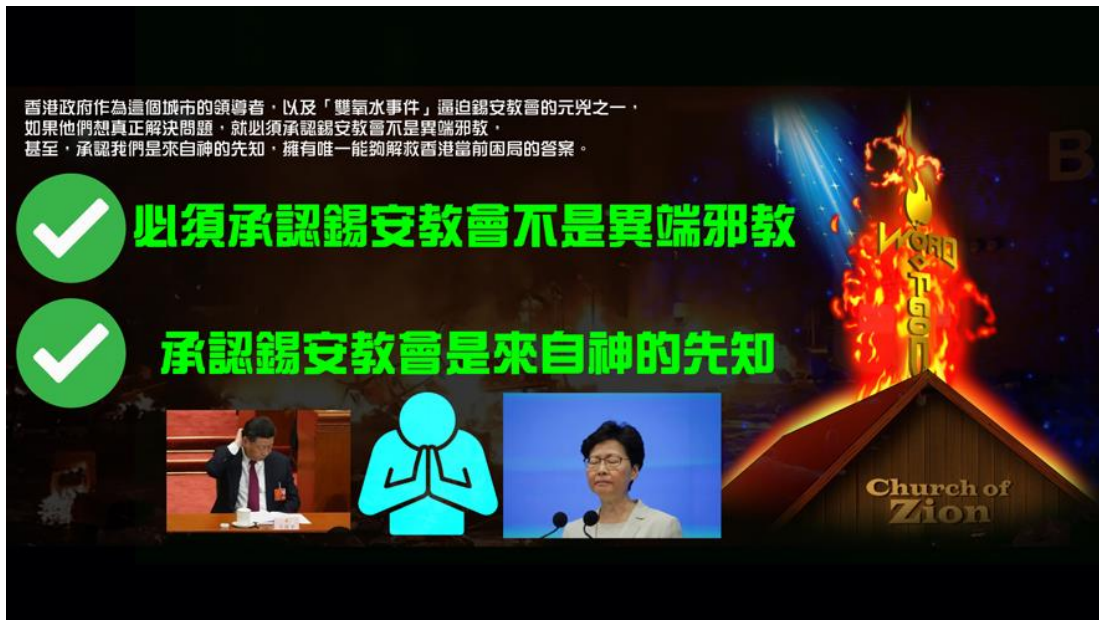 香港政府作為這個城市的領導者，以及「雙氧水事件」逼迫錫安教會的元兇之一，
如果他們想真正解決問題，就必須承認錫安教會不是異端邪教，
甚至，承認我們是來自神的先知，擁有唯一能夠解救香港當前困局的答案。
必須承認錫安教會不是異端邪教
承認錫安教會是來自神的先知
WORD OF GOD
Church of
Zion
B